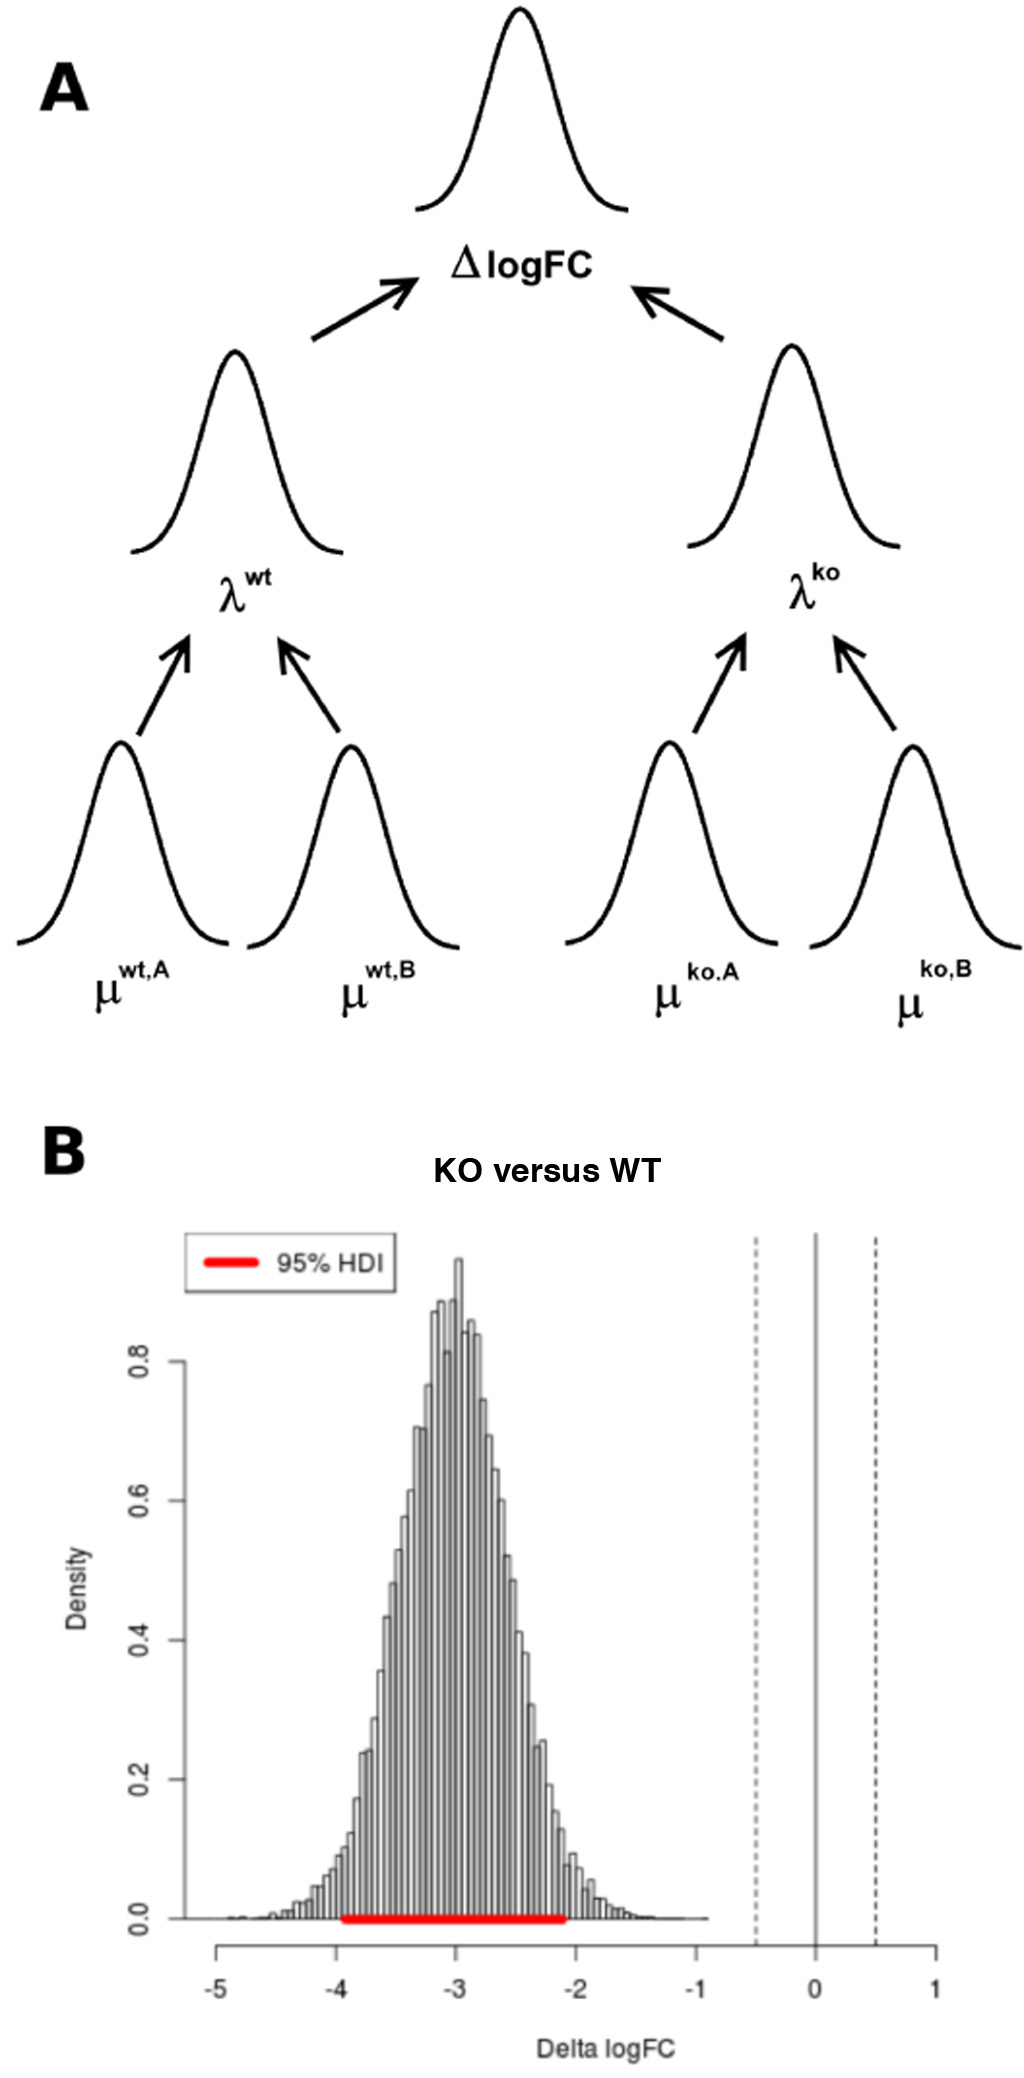 A
Δ logFC
λ^wt
λ^ko
μ^wt,A
μ^wt,B
μ^ko.A
μ^ko,B
B
KO versus WT
95% HDI
0.8
0.6
0.4
0.2
0.0
Density
-5 -4 -3 -2 -1 0 1
Delta logFC